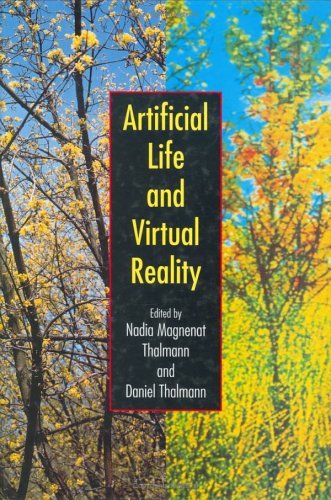 Artificial
Life
and
Virtual
Reality
Edited by
Nadia Magnenat
Thalmann
and
Daniel Thalmann